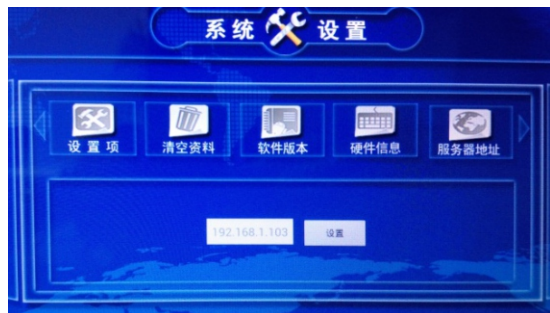 系统 设置
设置项 清空资料 软件版本 硬件信息 服务器地址
192.168.1.103 设置